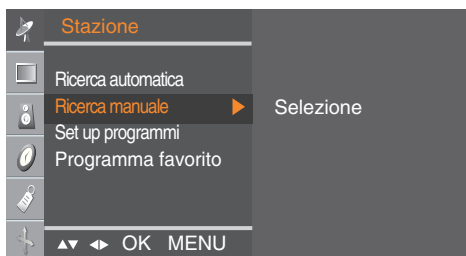 Stazione
Ricerca automatica
Ricerca manuale
Selezione
Set up programmi
Programma favorito
OK MENU